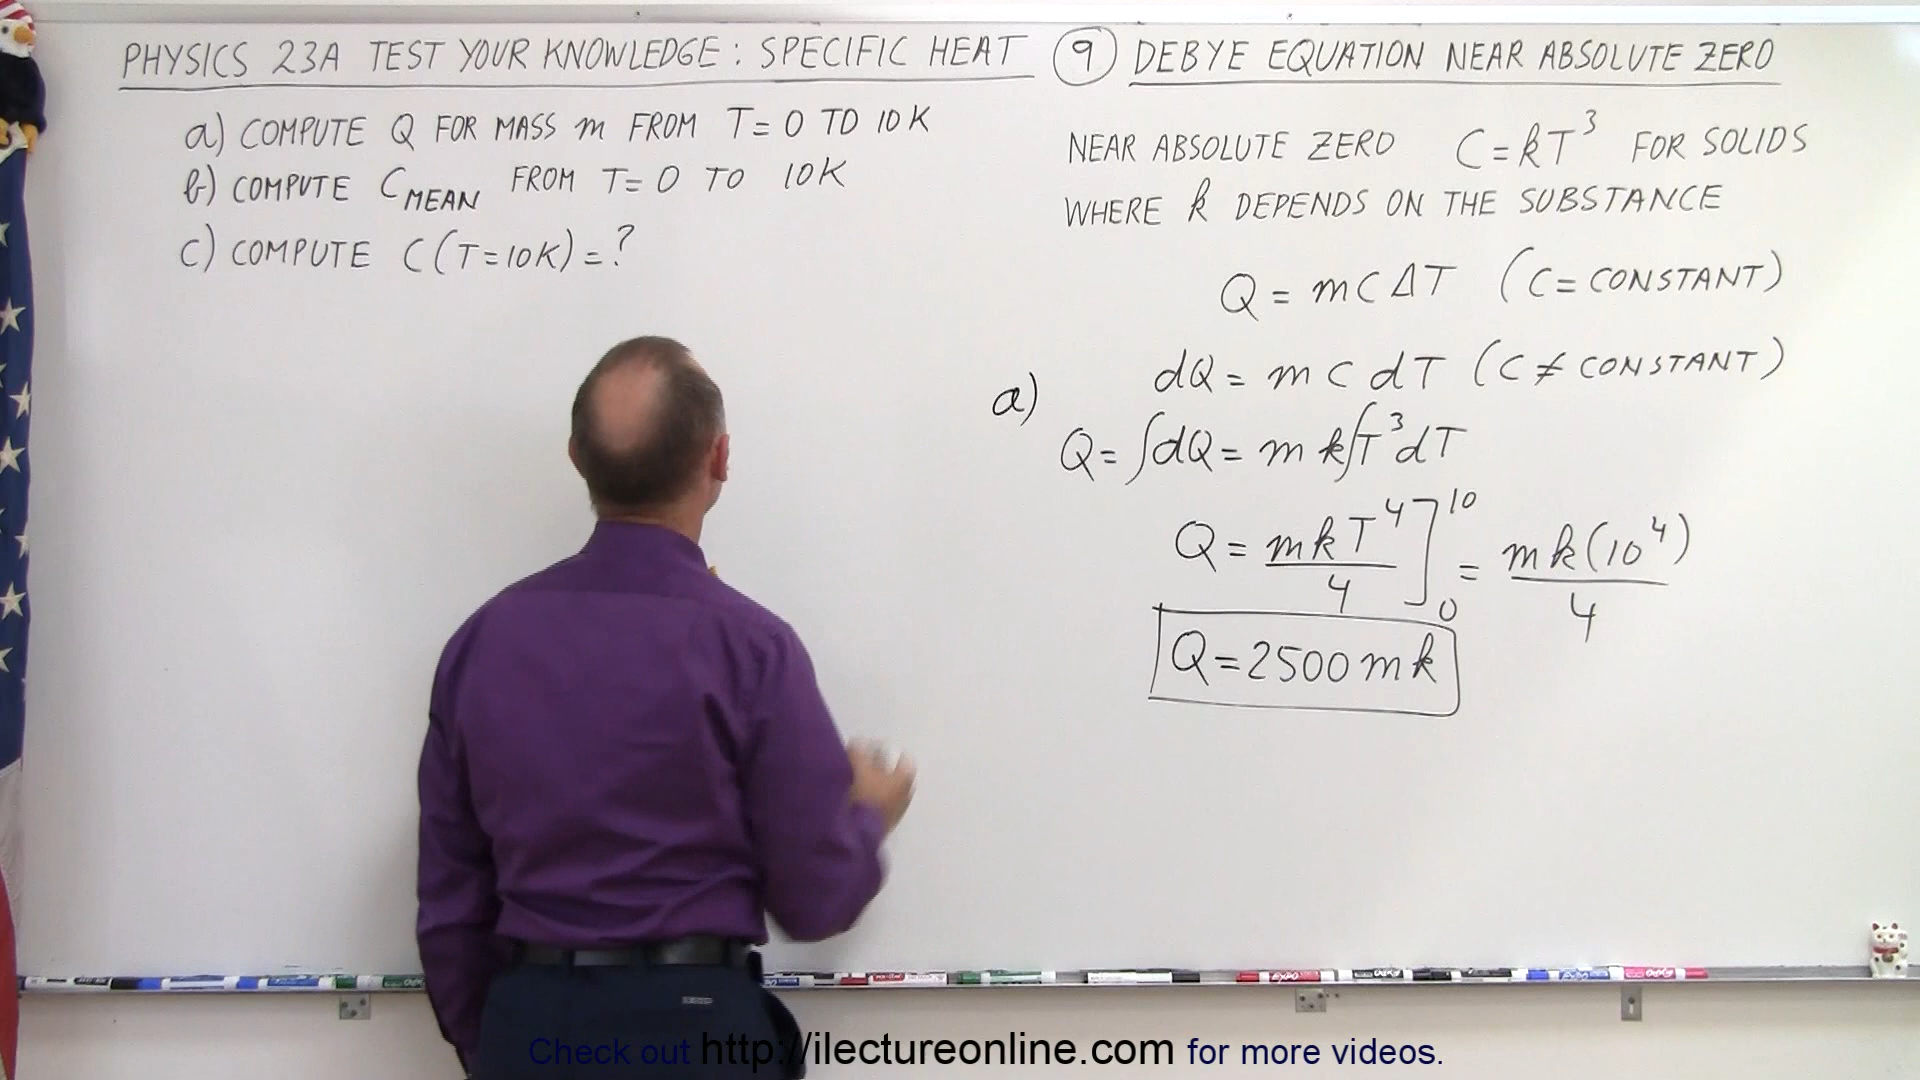 PHYSICS 23A TEST YOUR KNOWLEDGE: SPECIFIC HEAT ⑨ DEBYE EQUATION NEAR ABSOLUTE ZERO
a) COMPUTE Q FOR MASS m FROM T = 0 TO 10K
b) COMPUTE C_MEAN FROM T = 0 TO 10K
c) COMPUTE C(T=10K) = ?
NEAR ABSOLUTE ZERO C = kT³ FOR SOLIDS
WHERE k DEPENDS ON THE SUBSTANCE
Q = mCΔT (C = CONSTANT)
dQ = mCdT (C ≠ CONSTANT)
a)
Q = ∫dQ = mk∫T³dT
Q = mkT⁴/4]₀¹⁰ = mk(10⁴)/4
Q = 2500mk
Check out http://ilectureonline.com for more videos.